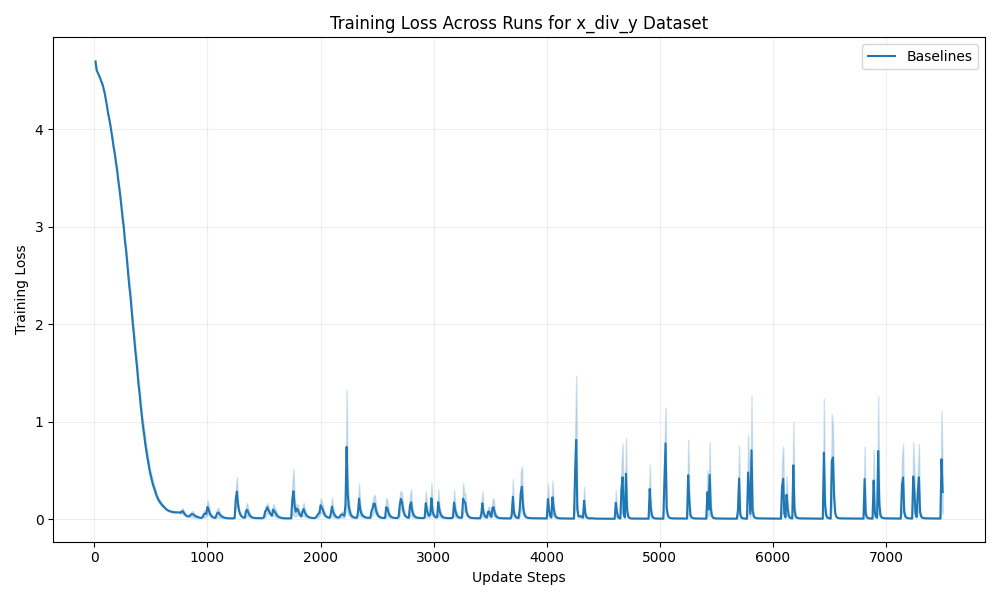 Training Loss Across Runs for x_div_y Dataset
Baselines
Training Loss
4
3
2
1
0
0 1000 2000 3000 4000 5000 6000 7000
Update Steps